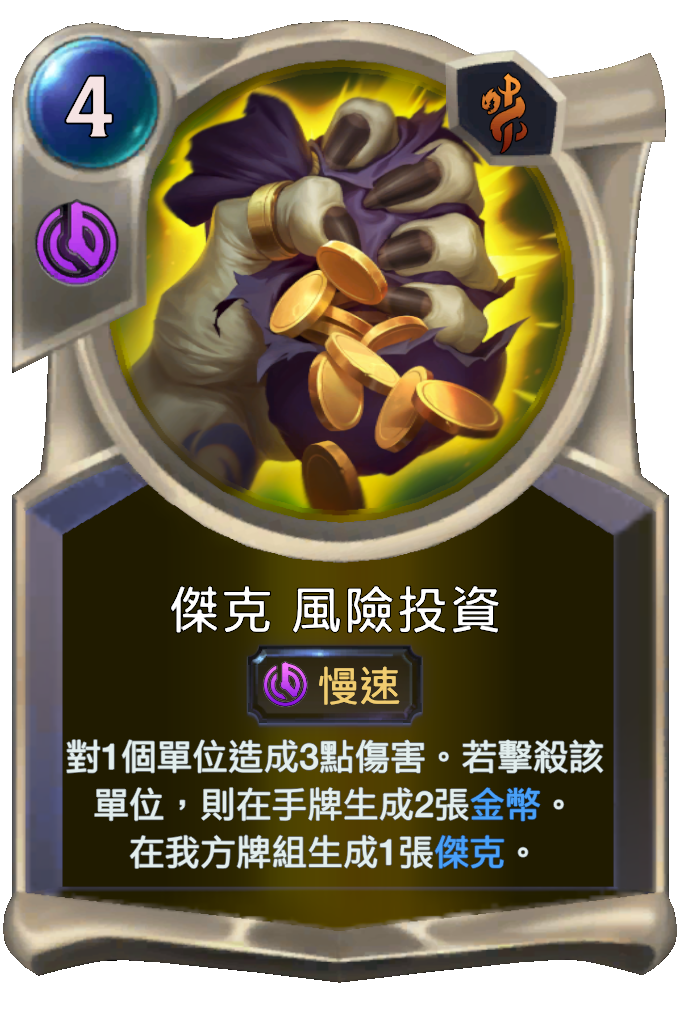 4
傑克 風險投資
慢速
對1個單位造成3點傷害。若擊殺該
單位，則在手牌生成2張金幣。
在我方牌組生成1張傑克。